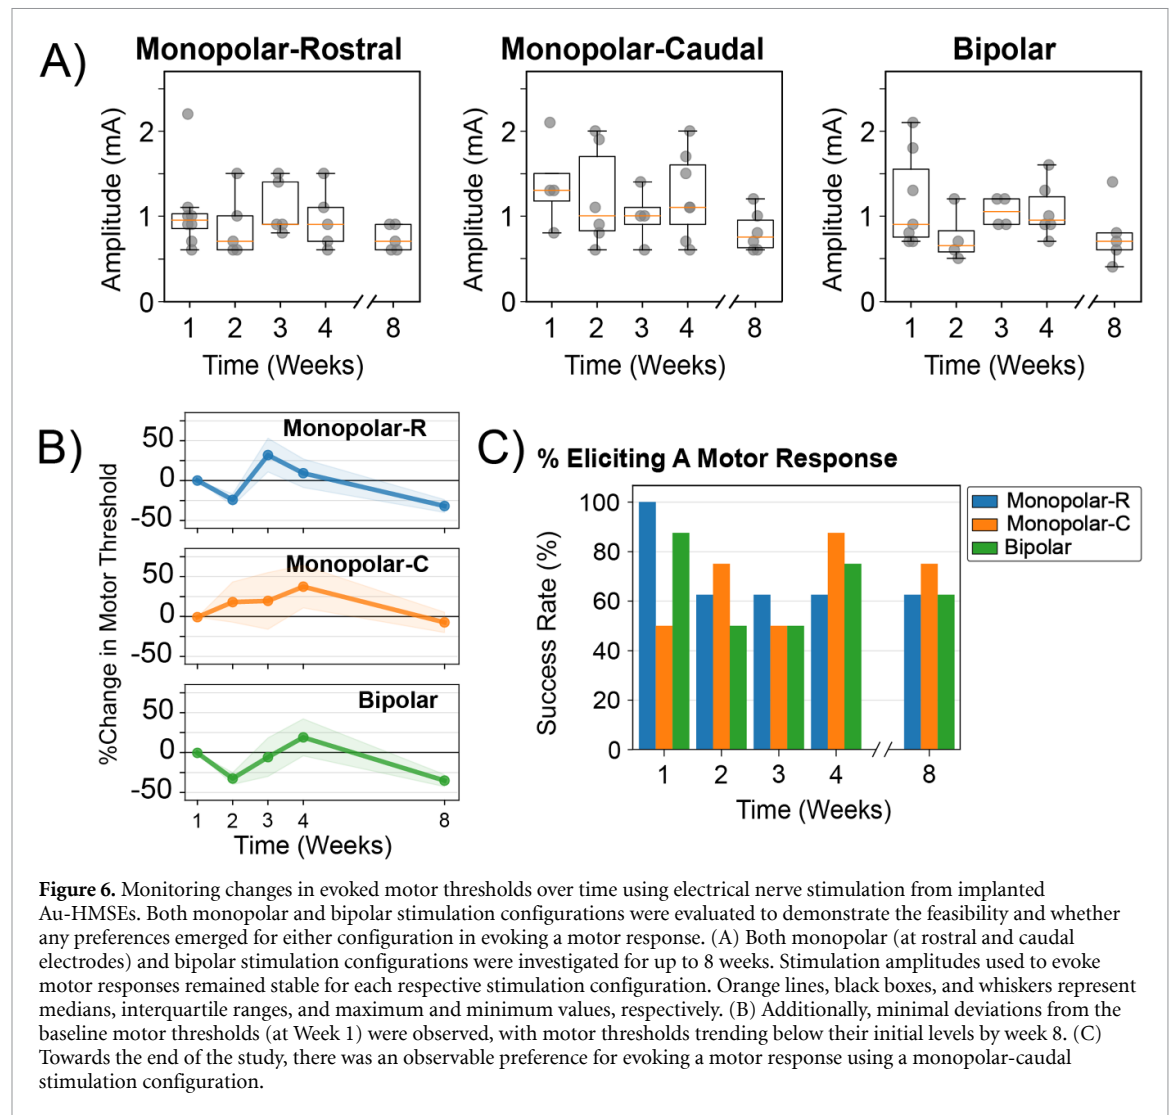 A)
Monopolar-Rostral
Monopolar-Caudal
Bipolar
Amplitude (mA)
2
1
0
1 2 3 4 8
Time (Weeks)
Amplitude (mA)
2
1
0
1 2 3 4 8
Time (Weeks)
Amplitude (mA)
2
1
0
1 2 3 4 8
Time (Weeks)
B)
%Change in Motor Threshold
Monopolar-R
50
0
-50
Monopolar-C
50
0
-50
Bipolar
50
0
-50
1 2 3 4 8
Time (Weeks)
C)
% Eliciting A Motor Response
Success Rate (%)
100
80
60
40
20
0
1 2 3 4 8
Time (Weeks)
Monopolar-R
Monopolar-C
Bipolar
Figure 6. Monitoring changes in evoked motor thresholds over time using electrical nerve stimulation from implanted
Au-HMSEs. Both monopolar and bipolar stimulation configurations were evaluated to demonstrate the feasibility and whether
any preferences emerged for either configuration in evoking a motor response. (A) Both monopolar (at rostral and caudal
electrodes) and bipolar stimulation configurations were investigated for up to 8 weeks. Stimulation amplitudes used to evoke
motor responses remained stable for each respective stimulation configuration. Orange lines, black boxes, and whiskers represent
medians, interquartile ranges, and maximum and minimum values, respectively. (B) Additionally, minimal deviations from the
baseline motor thresholds (at Week 1) were observed, with motor thresholds trending below their initial levels by week 8. (C)
Towards the end of the study, there was an observable preference for evoking a motor response using a monopolar-caudal
stimulation configuration.